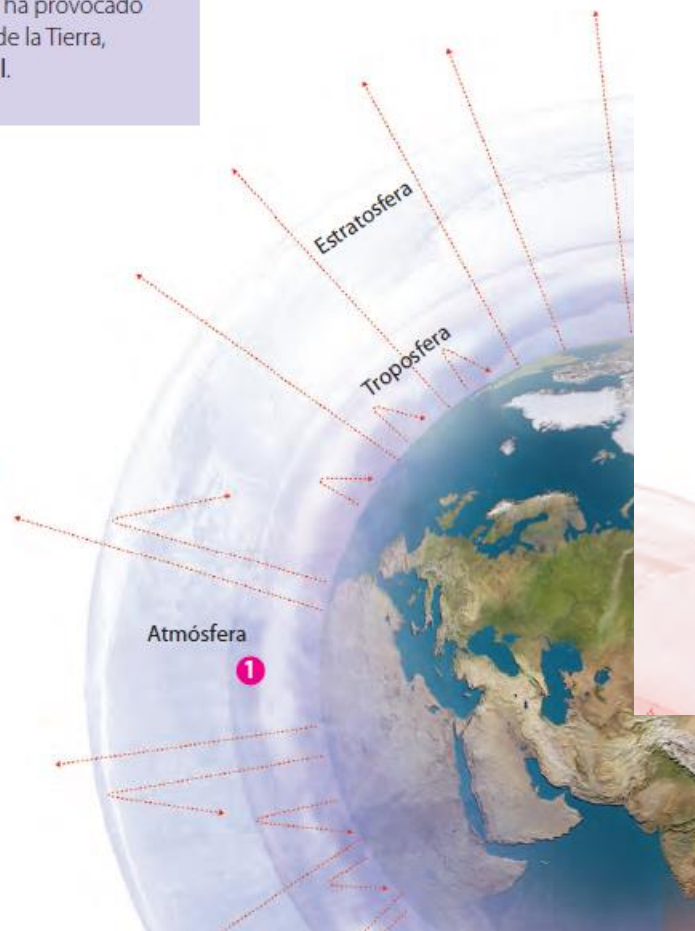 ha provocado
de la Tierra,
l.
Estratosfera
Troposfera
Atmósfera
1